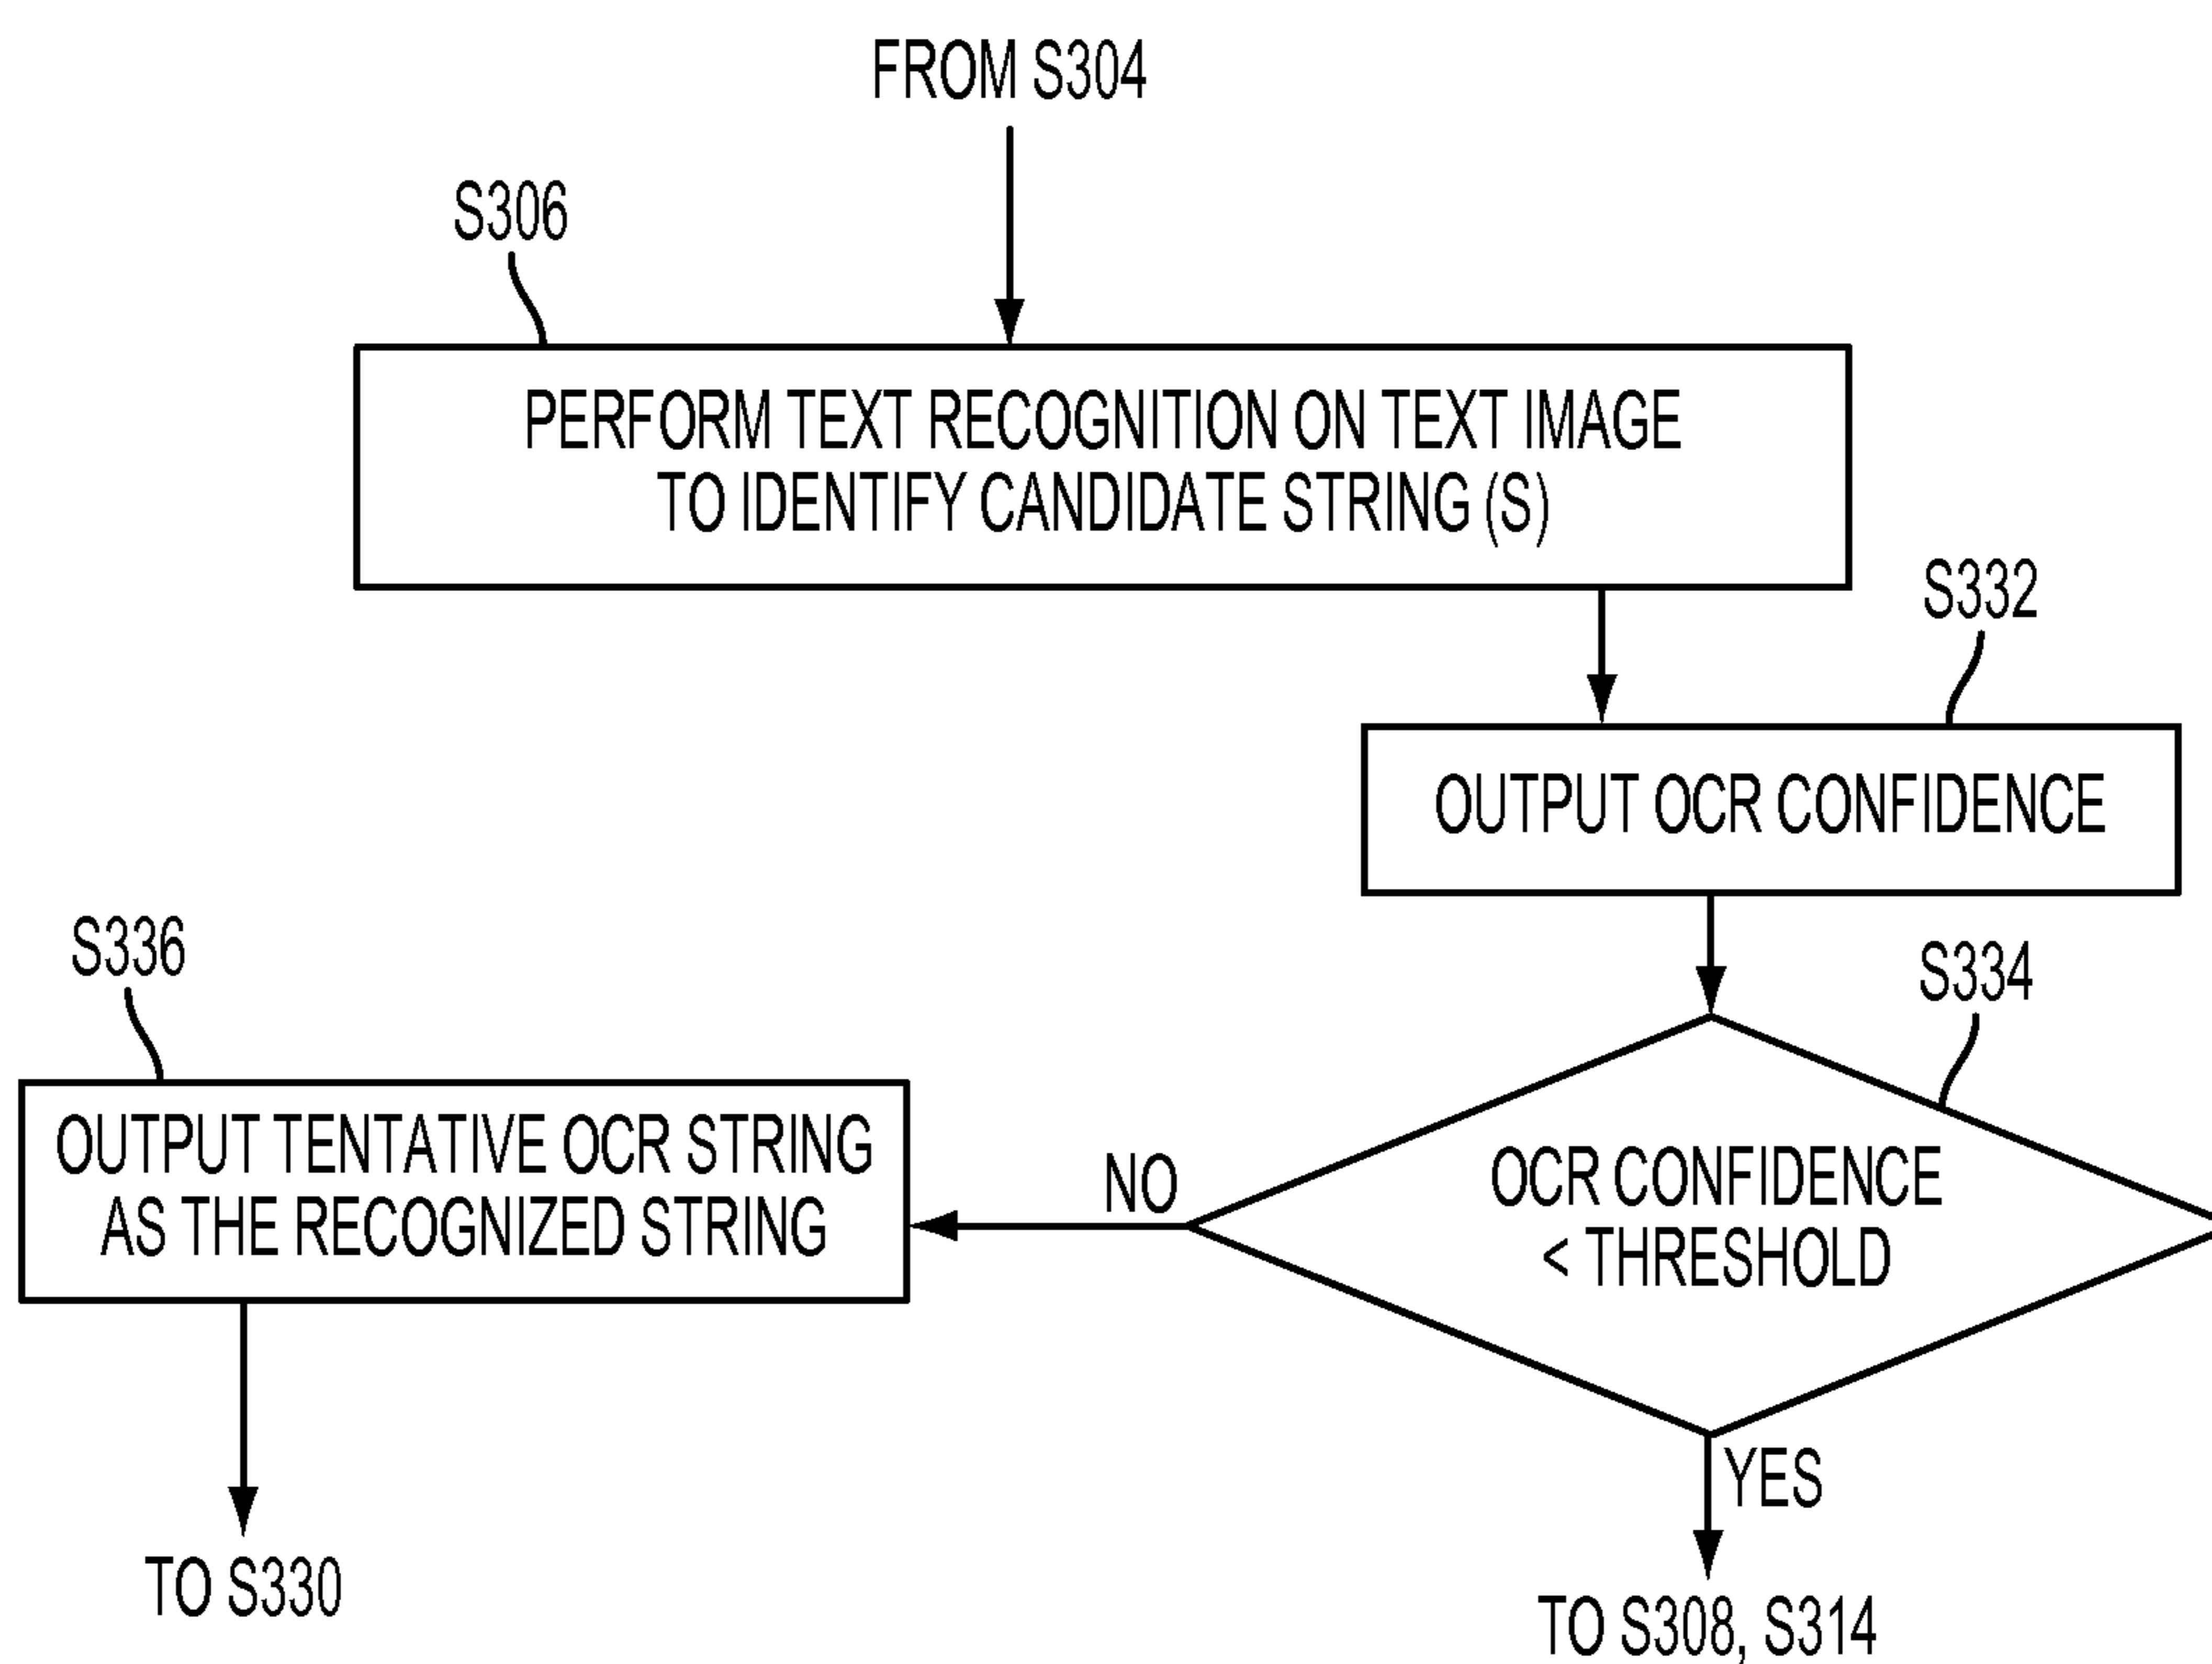 FROM S304
S306
PERFORM TEXT RECOGNITION ON TEXT IMAGE
TO IDENTIFY CANDIDATE STRING (S)
S332
OUTPUT OCR CONFIDENCE
S334
OCR CONFIDENCE
< THRESHOLD
NO
S336
OUTPUT TENTATIVE OCR STRING
AS THE RECOGNIZED STRING
TO S330
YES
TO S308, S314